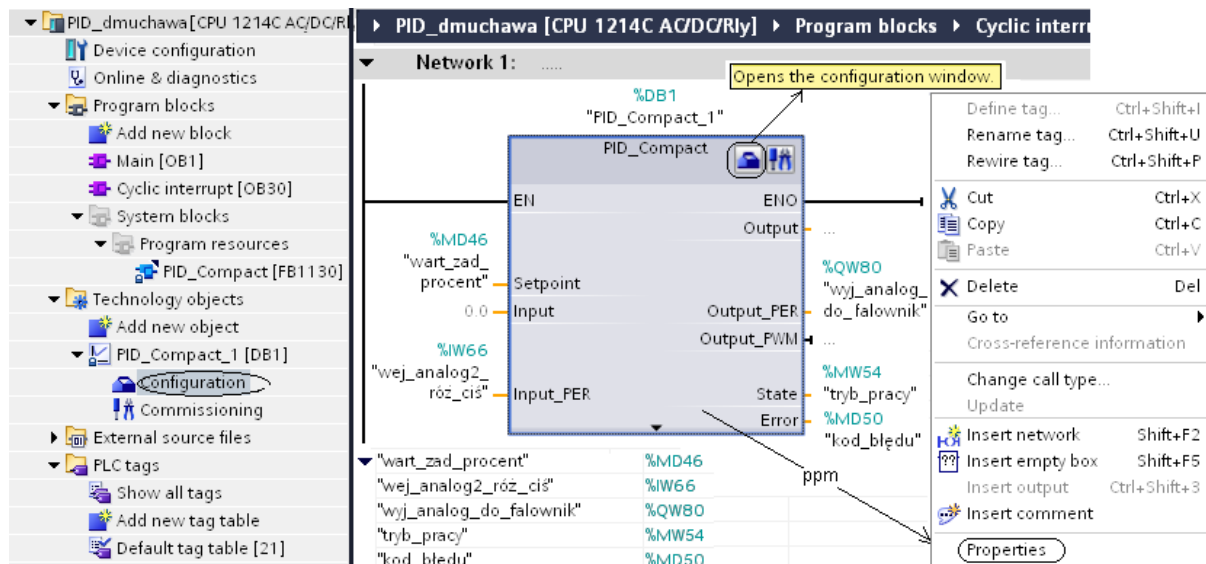 PID_dmuchawa [CPU 1214C AC/DC/Rl
Device configuration
Online & diagnostics
Program blocks
Add new block
Main [OB1]
Cyclic interrupt [OB30]
System blocks
Program resources
PID_Compact [FB1130]
Technology objects
Add new object
PID_Compact_1 [DB1]
Configuration
Commissioning
External source files
PLC tags
Show all tags
Add new tag table
Default tag table [21]
PID_dmuchawa [CPU 1214C AC/DC/Rly] Program blocks Cyclic interr
Network 1: .....
Opens the configuration window.
%DB1
"PID_Compact_1"
PID_Compact
EN ENO
Output ...
%MD46
"wart_zad_
procent" Setpoint
%QW80
"wyj_analog_
do_falownik"
0.0 Input Output_PER
Output_PWM ...
%IW66
"wej_analog2_
róż_ciś" Input_PER
%MW54
State "tryb_pracy"
Error %MD50
"kod_błędu"
ppm
"wart_zad_procent" %MD46
"wej_analog2_róż_ciś" %IW66
"wyj_analog_do_falownik" %QW80
"tryb_pracy" %MW54
"kod_błędu" %MD50
Define tag... Ctrl+Shift+I
Rename tag... Ctrl+Shift+U
Rewire tag... Ctrl+Shift+P
Cut Ctrl+X
Copy Ctrl+C
Paste Ctrl+V
Delete Del
Go to
Cross-reference information
Change call type...
Update
Insert network Shift+F2
?? Insert empty box Shift+F5
Insert output Ctrl+Shift+3
Insert comment
Properties